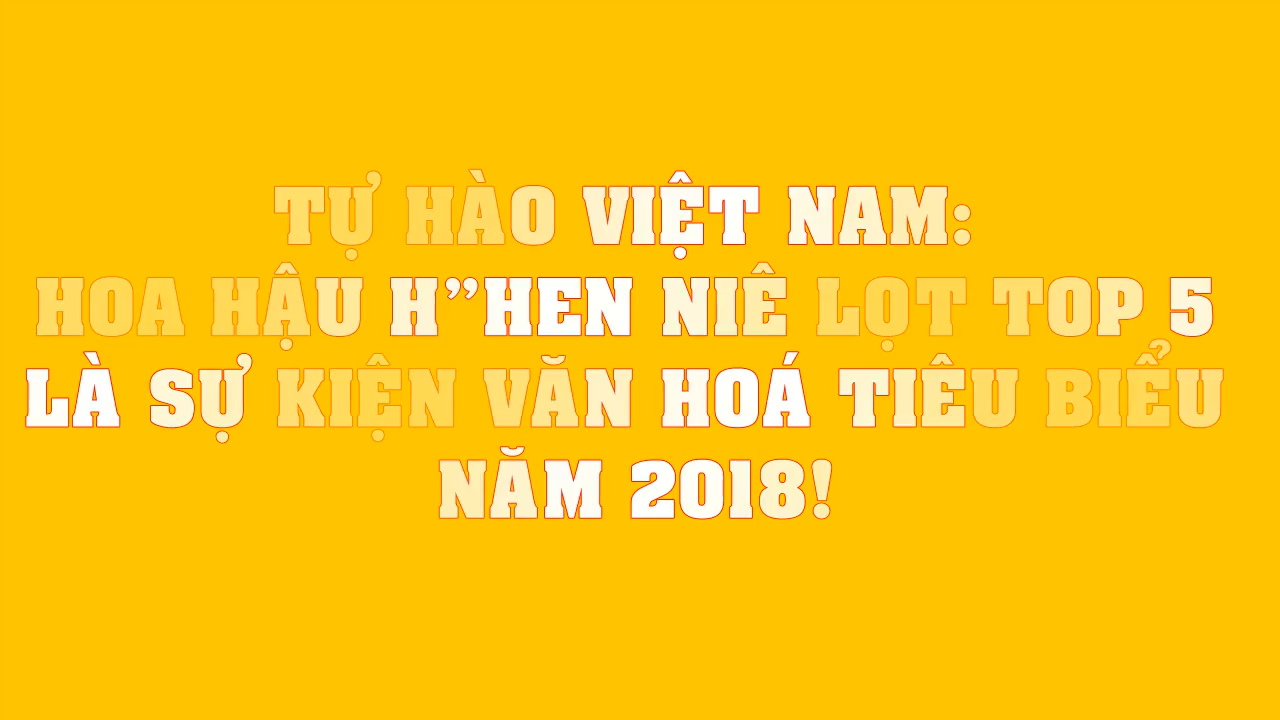 TỰ HÀO VIỆT NAM:
HOA HẬU H”HEN NIÊ LỌT TOP 5
LÀ SỰ KIỆN VĂN HOÁ TIÊU BIỂU
NĂM 2018!